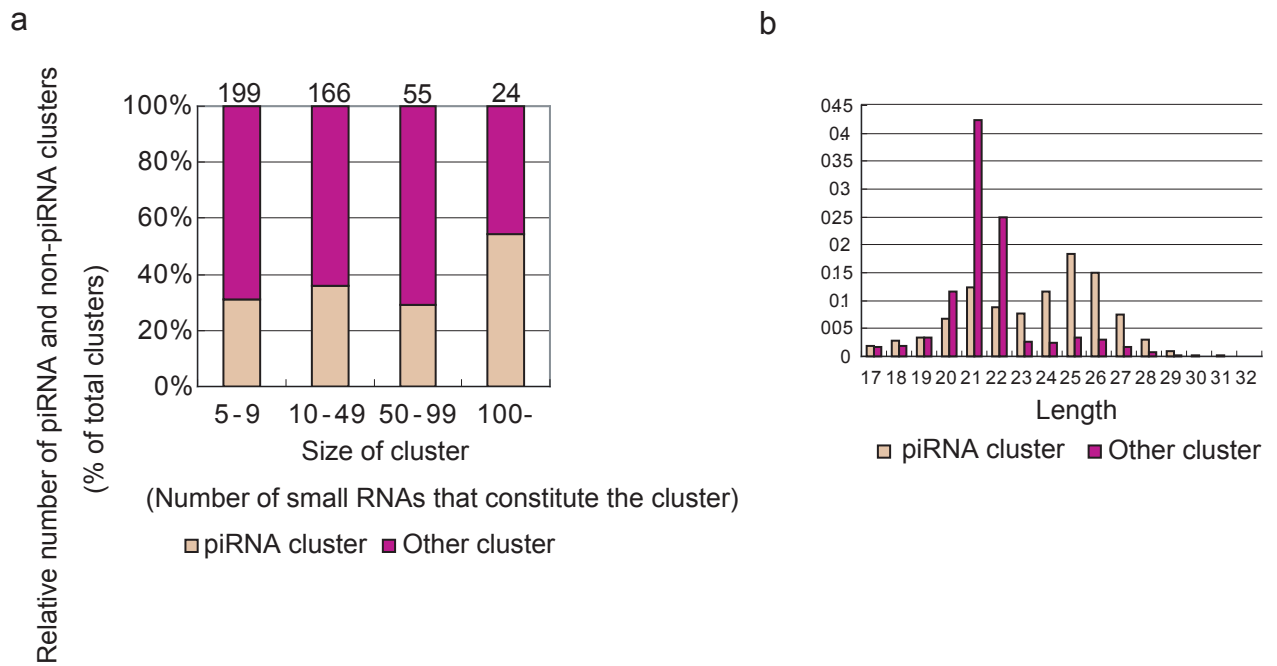 a
Relative number of piRNA and non-piRNA clusters
(% of total clusters)
199 166 55 24
100%
80%
60%
40%
20%
0%
5-9 10-49 50-99 100-
Size of cluster
(Number of small RNAs that constitute the cluster)
piRNA cluster Other cluster
b
045
04
035
03
025
02
015
01
005
0
17 18 19 20 21 22 23 24 25 26 27 28 29 30 31 32
Length
piRNA cluster Other cluster